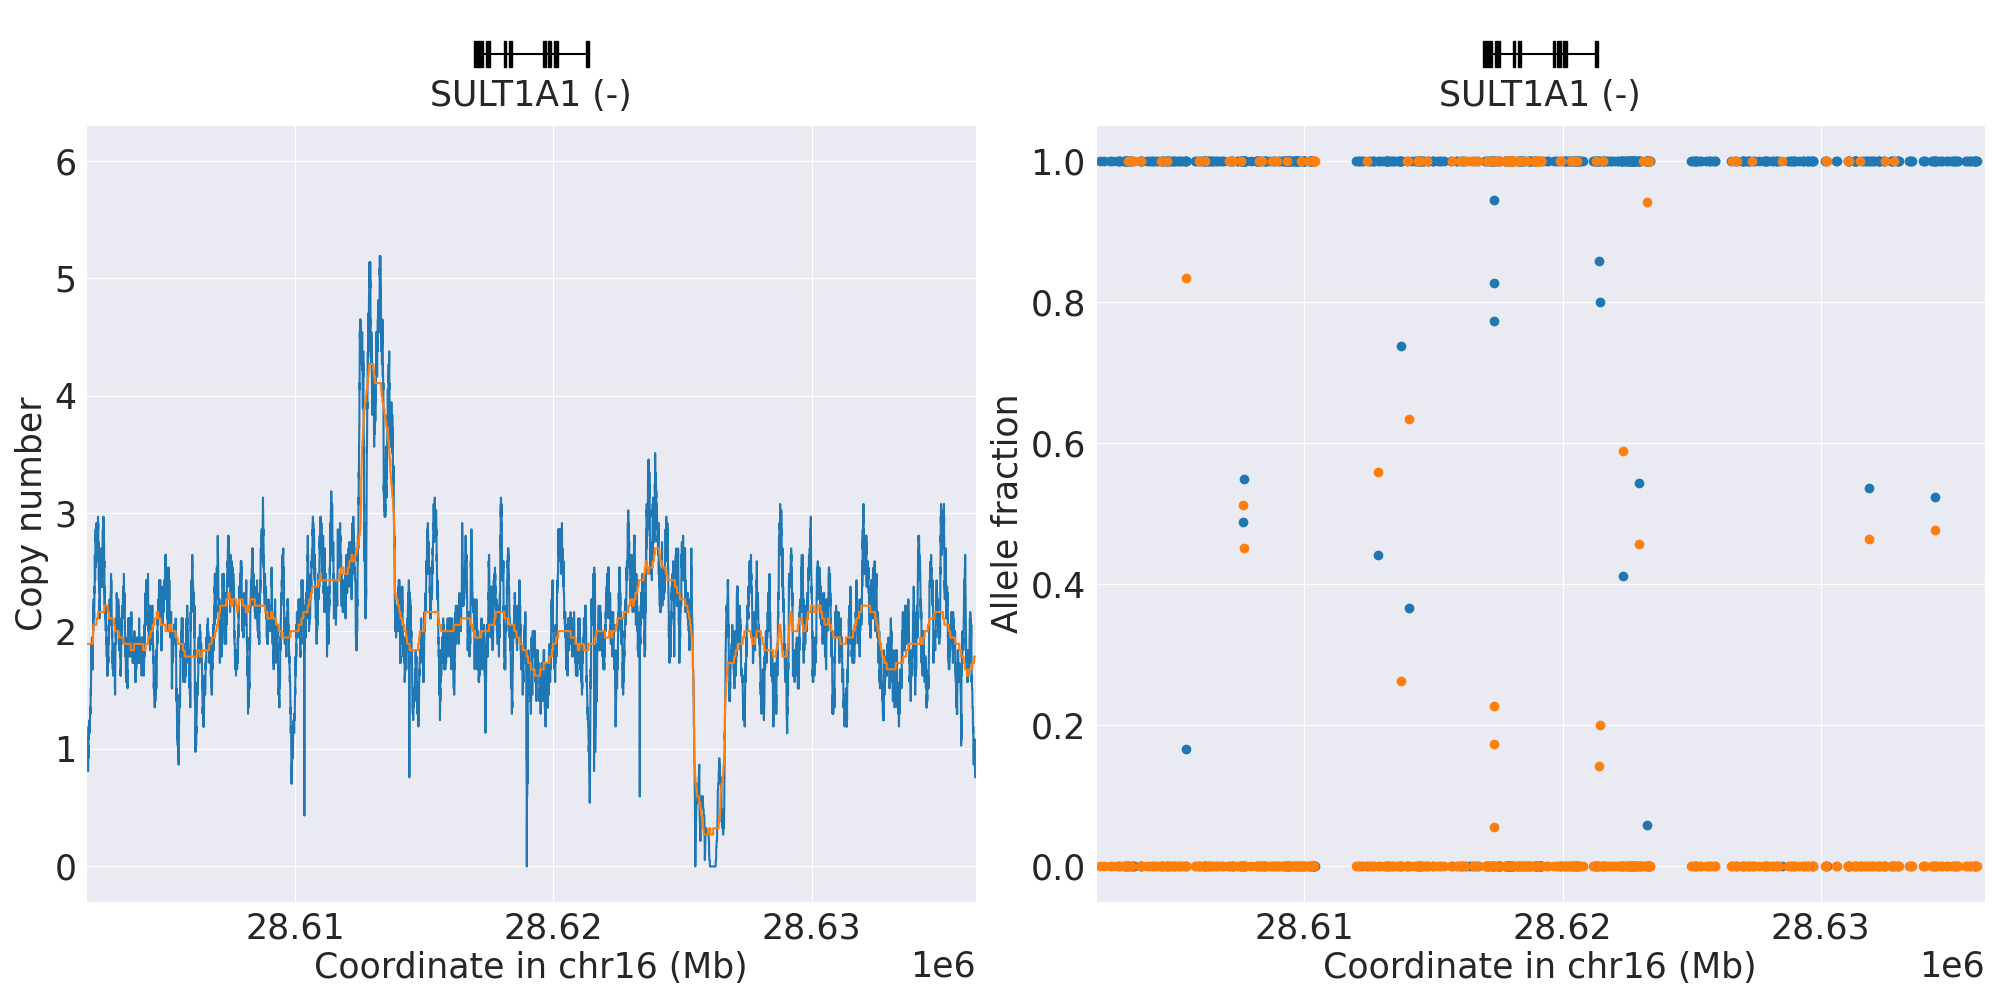 SULT1A1 (-)
Copy number
6
5
4
3
2
1
0
28.61
28.62
28.63
Coordinate in chr16 (Mb)
1e6
SULT1A1 (-)
Allele fraction
1.0
0.8
0.6
0.4
0.2
0.0
28.61
28.62
28.63
Coordinate in chr16 (Mb)
1e6